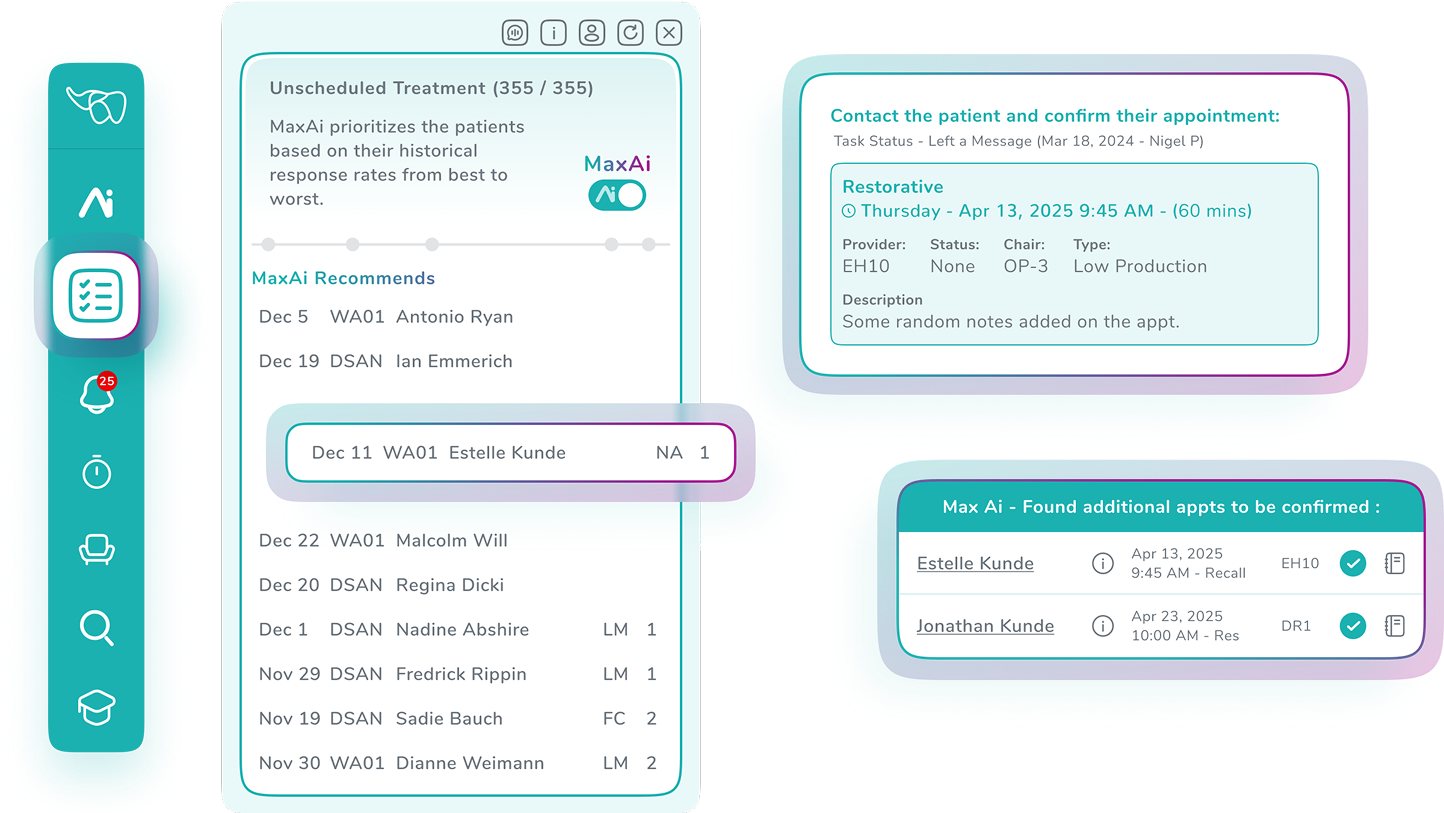 25
Unscheduled Treatment (355 / 355)
MaxAi prioritizes the patients
based on their historical
response rates from best to
worst.
MaxAi
Ai
MaxAi Recommends
Dec 5 WA01 Antonio Ryan
Dec 19 DSAN Ian Emmerich
Dec 11 WA01 Estelle Kunde NA 1
Dec 22 WA01 Malcolm Will
Dec 20 DSAN Regina Dicki
Dec 1 DSAN Nadine Abshire LM 1
Nov 29 DSAN Fredrick Rippin LM 1
Nov 19 DSAN Sadie Bauch FC 2
Nov 30 WA01 Dianne Weimann LM 2
Contact the patient and confirm their appointment:
Task Status - Left a Message (Mar 18, 2024 - Nigel P)
Restorative
Thursday - Apr 13, 2025 9:45 AM - (60 mins)
Provider: Status: Chair: Type:
EH10 None OP-3 Low Production
Description
Some random notes added on the appt.
Max Ai - Found additional appts to be confirmed :
Estelle Kunde Apr 13, 2025 EH10
9:45 AM - Recall
Jonathan Kunde Apr 23, 2025 DR1
10:00 AM - Res